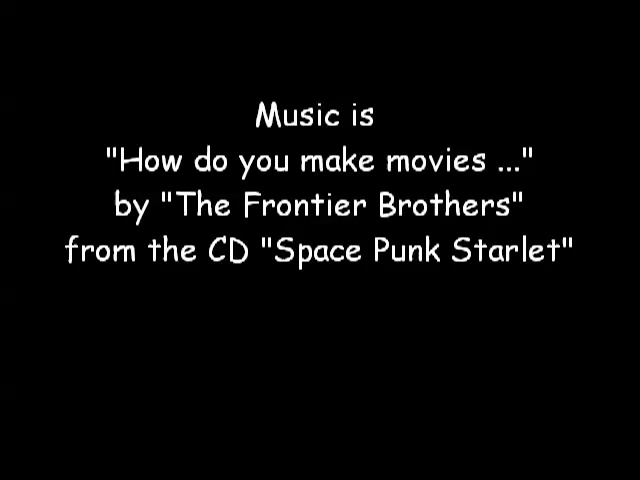 Music is
"How do you make movies ..."
by "The Frontier Brothers"
from the CD "Space Punk Starlet"